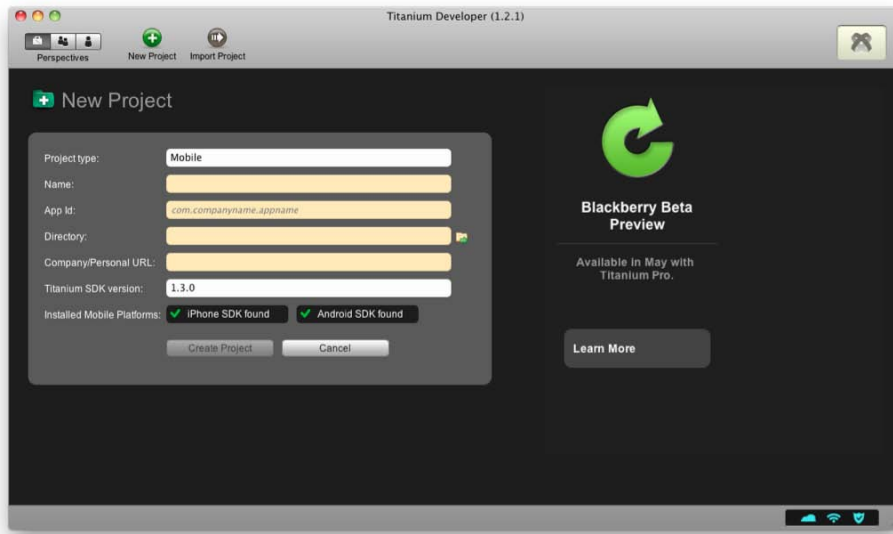 Titanium Developer (1.2.1)
Perspectives
New Project
Import Project
New Project
Project type: Mobile
Name:
App Id: com.companyname.appname
Directory:
Company/Personal URL:
Titanium SDK version: 1.3.0
Installed Mobile Platforms: iPhone SDK found Android SDK found
Create Project Cancel
Blackberry Beta
Preview
Available in May with
Titanium Pro.
Learn More